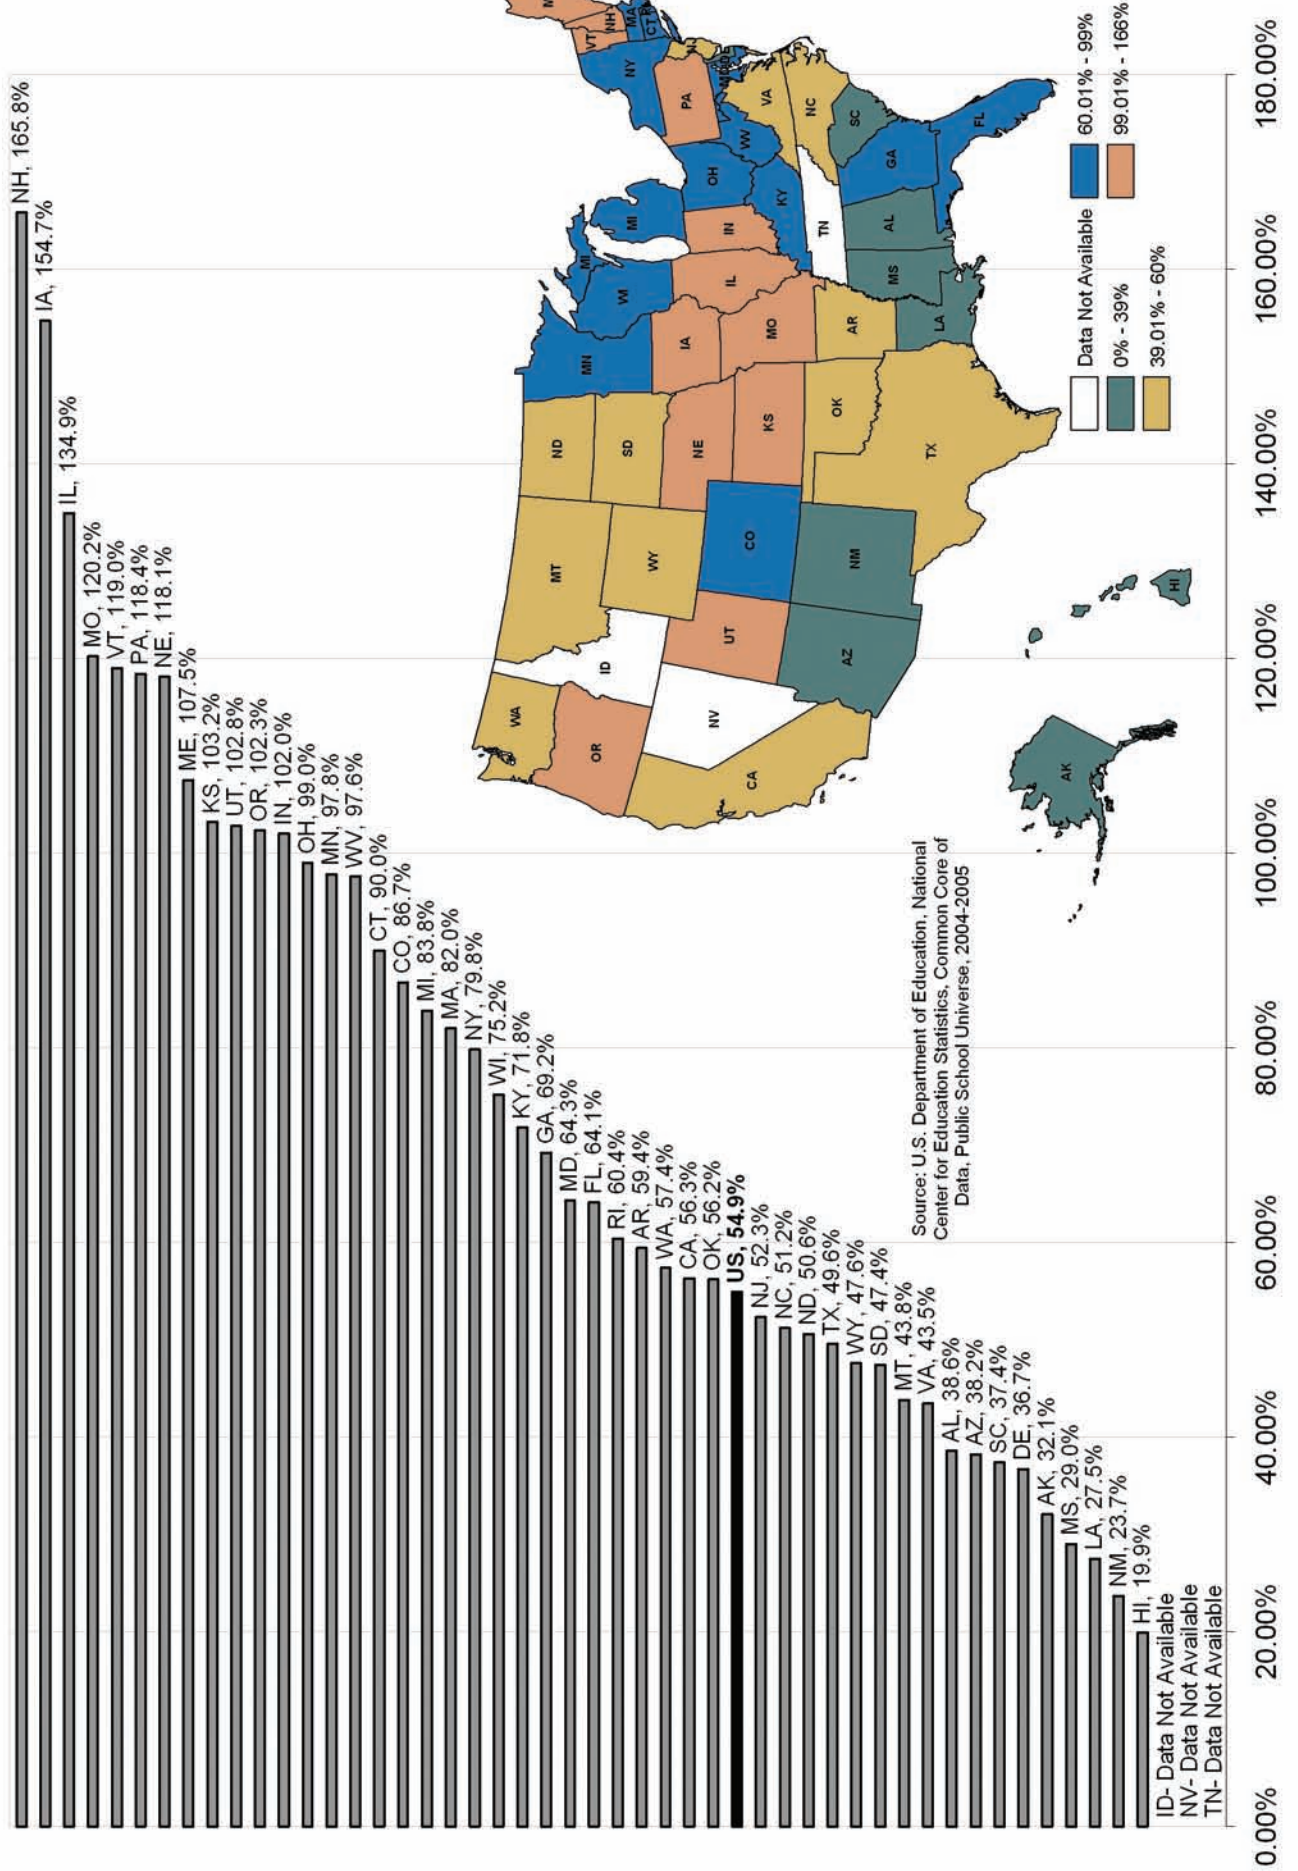 NH, 165.8%
IA, 154.7%
IL, 134.9%
MO, 120.2%
VT, 119.0%
PA, 118.4%
NE, 118.1%
ME, 107.5%
KS, 103.2%
UT, 102.8%
OR, 102.3%
IN, 102.0%
OH, 99.0%
MN, 97.8%
WV, 97.6%
CT, 90.0%
CO, 86.7%
MI, 83.8%
MA, 82.0%
NY, 79.8%
WI, 75.2%
KY, 71.8%
GA, 69.2%
MD, 64.3%
FL, 64.1%
RI, 60.4%
AR, 59.4%
WA, 57.4%
CA, 56.3%
OK, 56.2%
US, 54.9%
NJ, 52.3%
NC, 51.2%
ND, 50.6%
TX, 49.6%
WY, 47.6%
SD, 47.4%
MT, 43.8%
VA, 43.5%
AL, 38.6%
AZ, 38.2%
SC, 37.4%
DE, 36.7%
AK, 32.1%
MS, 29.0%
LA, 27.5%
NM, 23.7%
HI, 19.9%
ID- Data Not Available
NV- Data Not Available
TN- Data Not Available
0.00%
20.00%
40.00%
60.00%
80.00%
100.00%
120.00%
140.00%
160.00%
180.00%
Source: U.S. Department of Education, National
Center for Education Statistics, Common Core of
Data, Public School Universe, 2004-2005
WA
OR
CA
ID
NV
MT
WY
UT
AZ
CO
NM
ND
SD
NE
KS
OK
TX
MN
IA
MO
AR
LA
WI
MI
MI
IL
IN
OH
KY
TN
MS
AL
GA
FL
SC
NC
VA
WV
PA
NY
VT
NH
MA
CT
AK
HI
Data Not Available
0% - 39%
39.01% - 60%
60.01% - 99%
99.01% - 166%